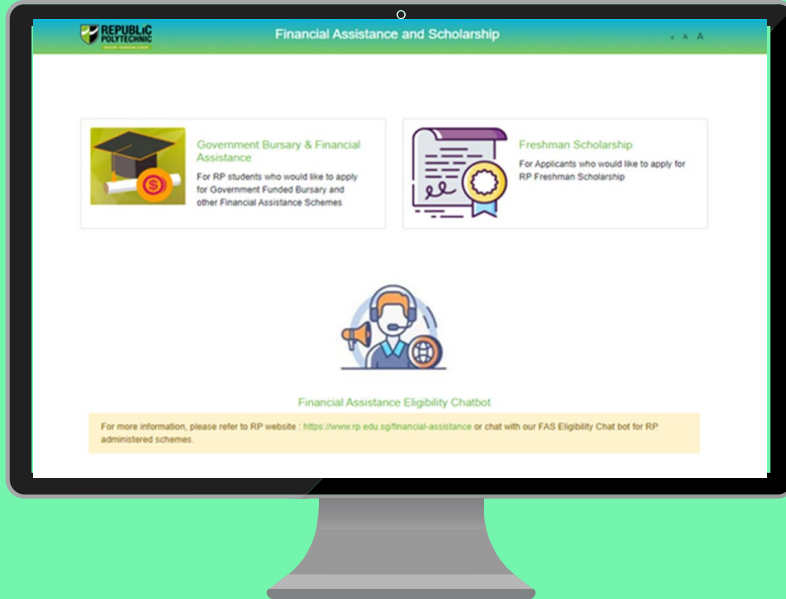 REPUBLIC
POLYTECHNIC
Financial Assistance and Scholarship
A A A
Government Bursary & Financial
Assistance
For RP students who would like to apply
for Government Funded Bursary and
other Financial Assistance Schemes
Freshman Scholarship
For Applicants who would like to apply for
RP Freshman Scholarship
Financial Assistance Eligibility Chatbot
For more information, please refer to RP website : https://www.rp.edu.sg/financial-assistance or chat with our FAS Eligibility Chat bot for RP
administered schemes.